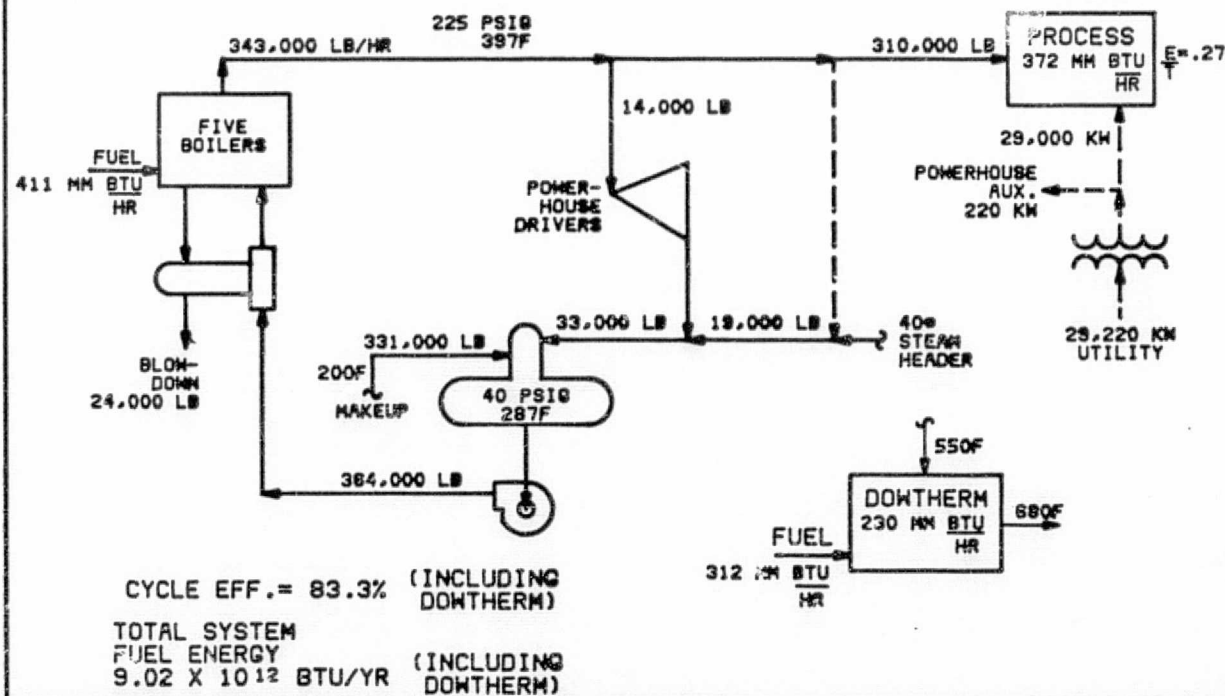 225 PSIG
397F
343,000 LB/HR
310,000 LB
PROCESS
372 MM BTU
HR
E/T=.27
FIVE
BOILERS
FUEL
411 MM BTU
HR
14,000 LB
POWER-
HOUSE
DRIVERS
29,000 KW
POWERHOUSE
AUX.
220 KW
29,220 KW
UTILITY
BLOW-
DOWN
24,000 LB
331,000 LB
200F
MAKEUP
33,000 LB
19,000 LB
40#
STEAM
HEADER
40 PSIG
287F
364,000 LB
550F
DOWTHERM
230 MM BTU
HR
680F
FUEL
312 MM BTU
HR
CYCLE EFF.= 83.3% (INCLUDING
DOWTHERM)
TOTAL SYSTEM
FUEL ENERGY
9.02 X 10¹² BTU/YR (INCLUDING
DOWTHERM)